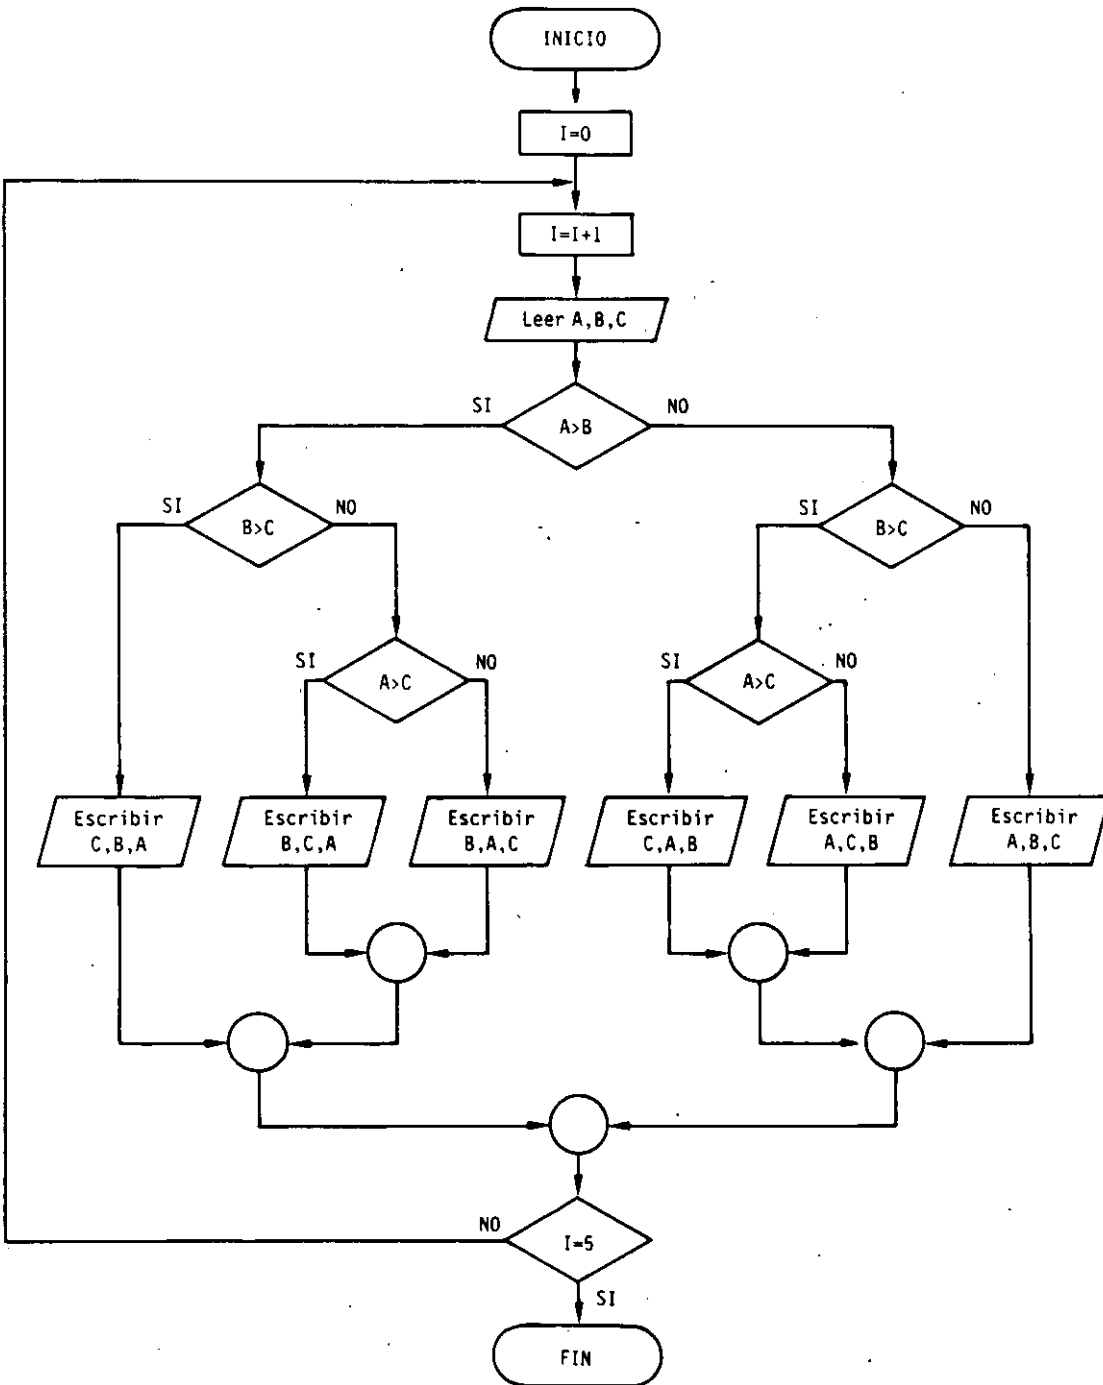 INICIO
I=0
I=I+1
Leer A,B,C
SI
A>B
NO
SI
B>C
NO
SI
B>C
NO
SI
A>C
NO
SI
A>C
NO
Escribir
C,B,A
Escribir
B,C,A
Escribir
B,A,C
Escribir
C,A,B
Escribir
A,C,B
Escribir
A,B,C
NO
I=5
SI
FIN